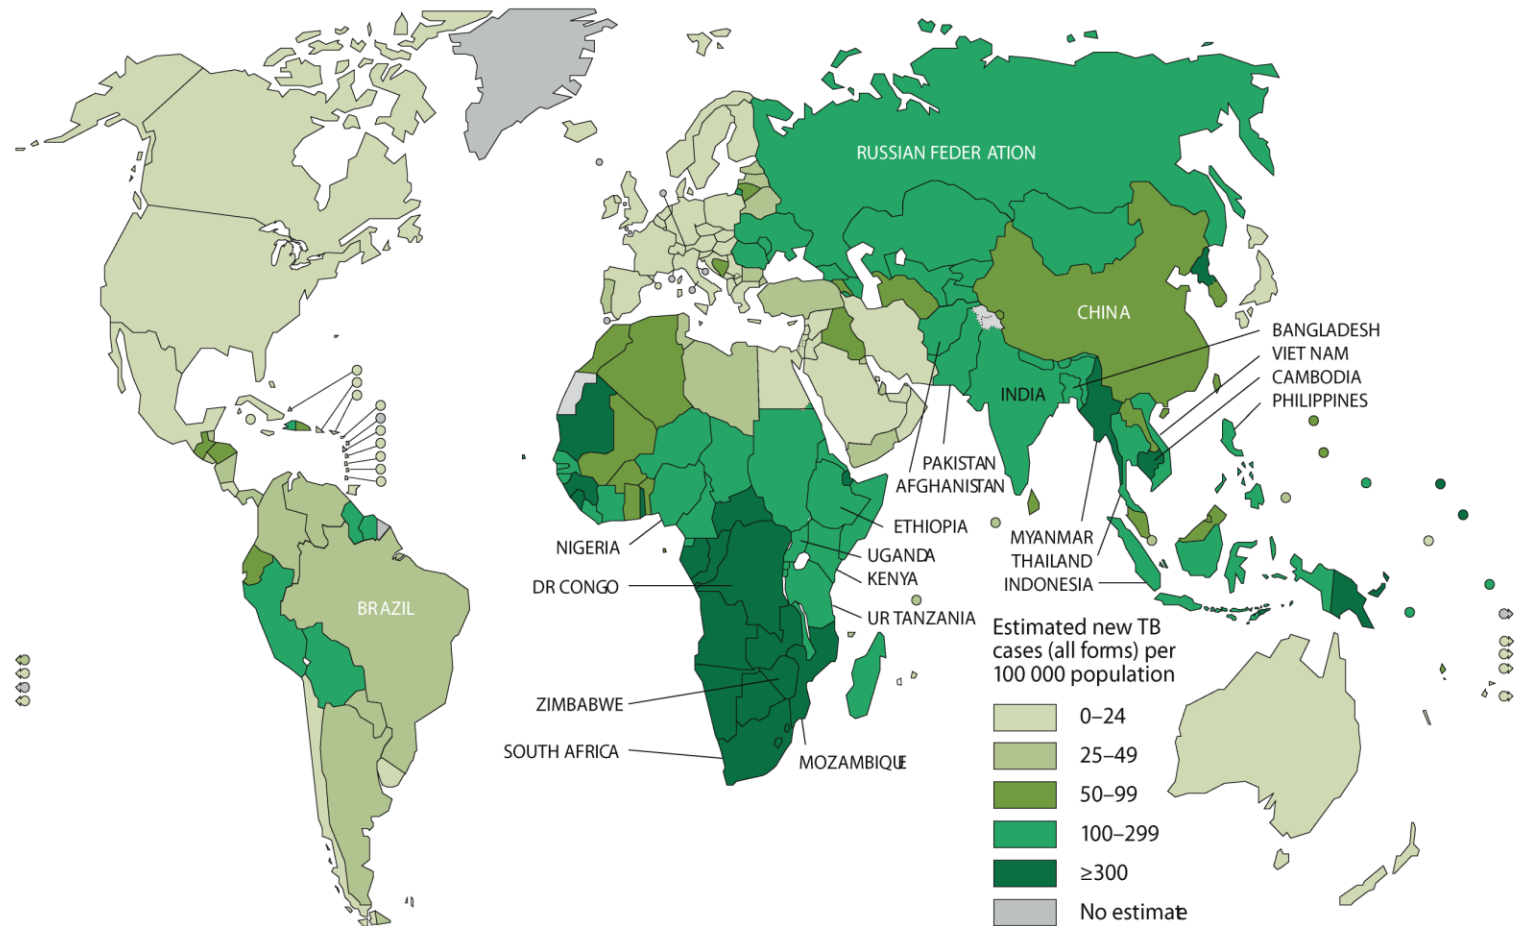 RUSSIAN FEDER ATION
CHINA
BANGLADESH
VIET NAM
CAMBODIA
PHILIPPINES
INDIA
PAKISTAN
AFGHANISTAN
ETHIOPIA
NIGERIA
UGANDA
KENYA
MYANMAR
THAILAND
INDONESIA
DR CONGO
BRAZIL
UR TANZANIA
ZIMBABWE
SOUTH AFRICA
MOZAMBIQUE
Estimated new TB
cases (all forms) per
100 000 population
0–24
25–49
50–99
100–299
≥300
No estimate